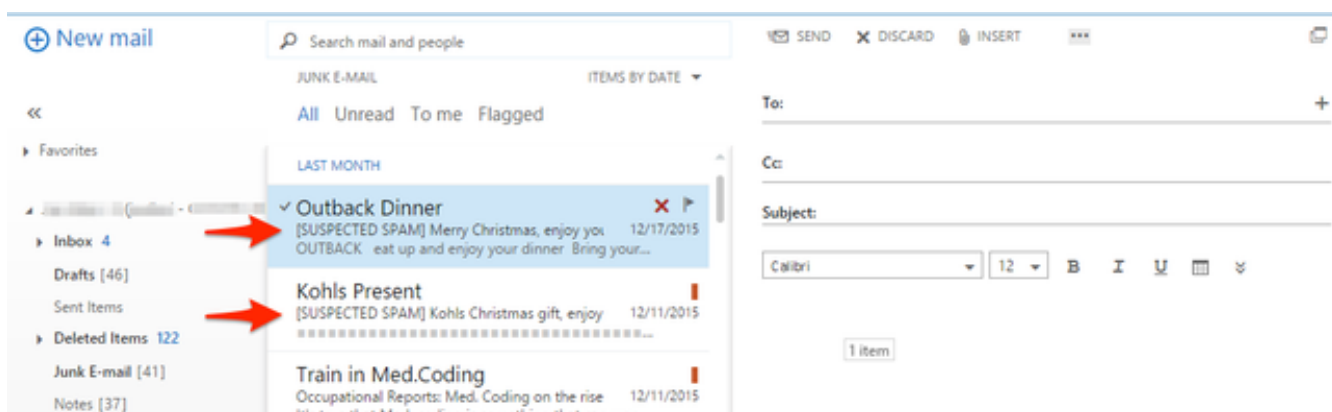 New mail
«
Favorites
Inbox 4
Drafts [46]
Sent Items
Deleted Items 122
Junk E-mail [41]
Notes [37]
Search mail and people
JUNK E-MAIL ITEMS BY DATE
All Unread To me Flagged
LAST MONTH
Outback Dinner
[SUSPECTED SPAM] Merry Christmas, enjoy you 12/17/2015
OUTBACK eat up and enjoy your dinner Bring your...
Kohls Present
[SUSPECTED SPAM] Kohls Christmas gift, enjoy 12/11/2015
Train in Med.Coding
Occupational Reports: Med. Coding on the rise 12/11/2015
SEND DISCARD INSERT ...
To:
Cc:
Subject:
Calibri 12 B I U
1 item